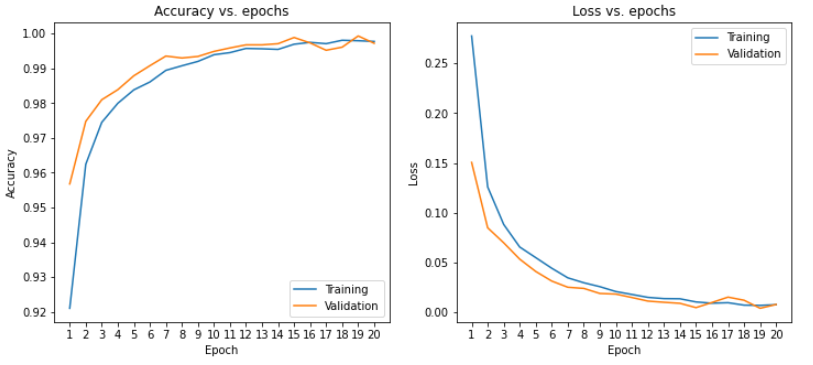 Accuracy vs. epochs
1.00
0.99
0.98
0.97
0.96
0.95
0.94
0.93
0.92
Accuracy
Training
Validation
1 2 3 4 5 6 7 8 9 10 11 12 13 14 15 16 17 18 19 20
Epoch
Loss vs. epochs
Training
Validation
0.25
0.20
0.15
0.10
0.05
0.00
Loss
1 2 3 4 5 6 7 8 9 10 11 12 13 14 15 16 17 18 19 20
Epoch